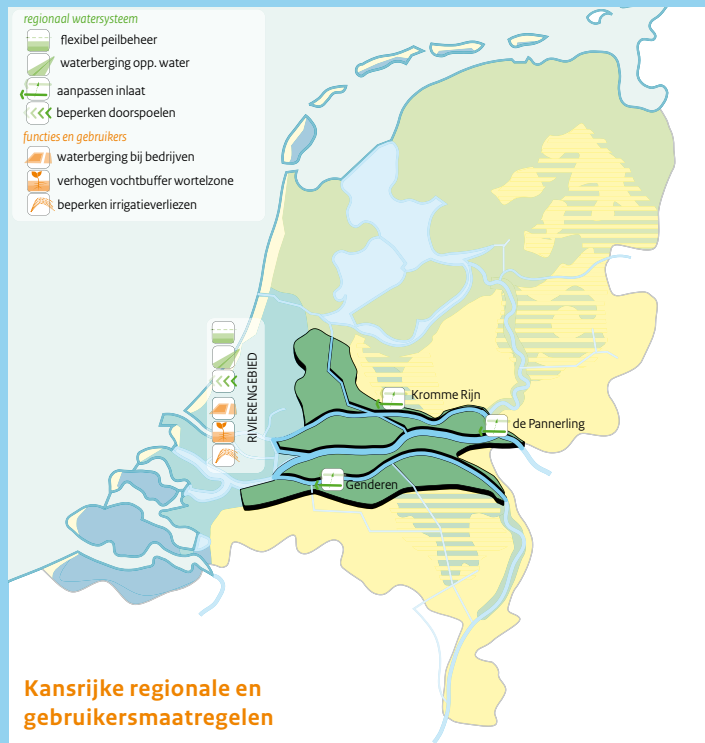 regionaal watersysteem
flexibel peilbeheer
waterberging opp. water
aanpassen inlaat
beperken doorspoelen
functies en gebruikers
waterberging bij bedrijven
verhogen vochtbuffer wortelzone
beperken irrigatieverliezen
RIVIERENGEBIED
Kromme Rijn
de Pannerling
Genderen
Kansrijke regionale en
gebruikersmaatregelen